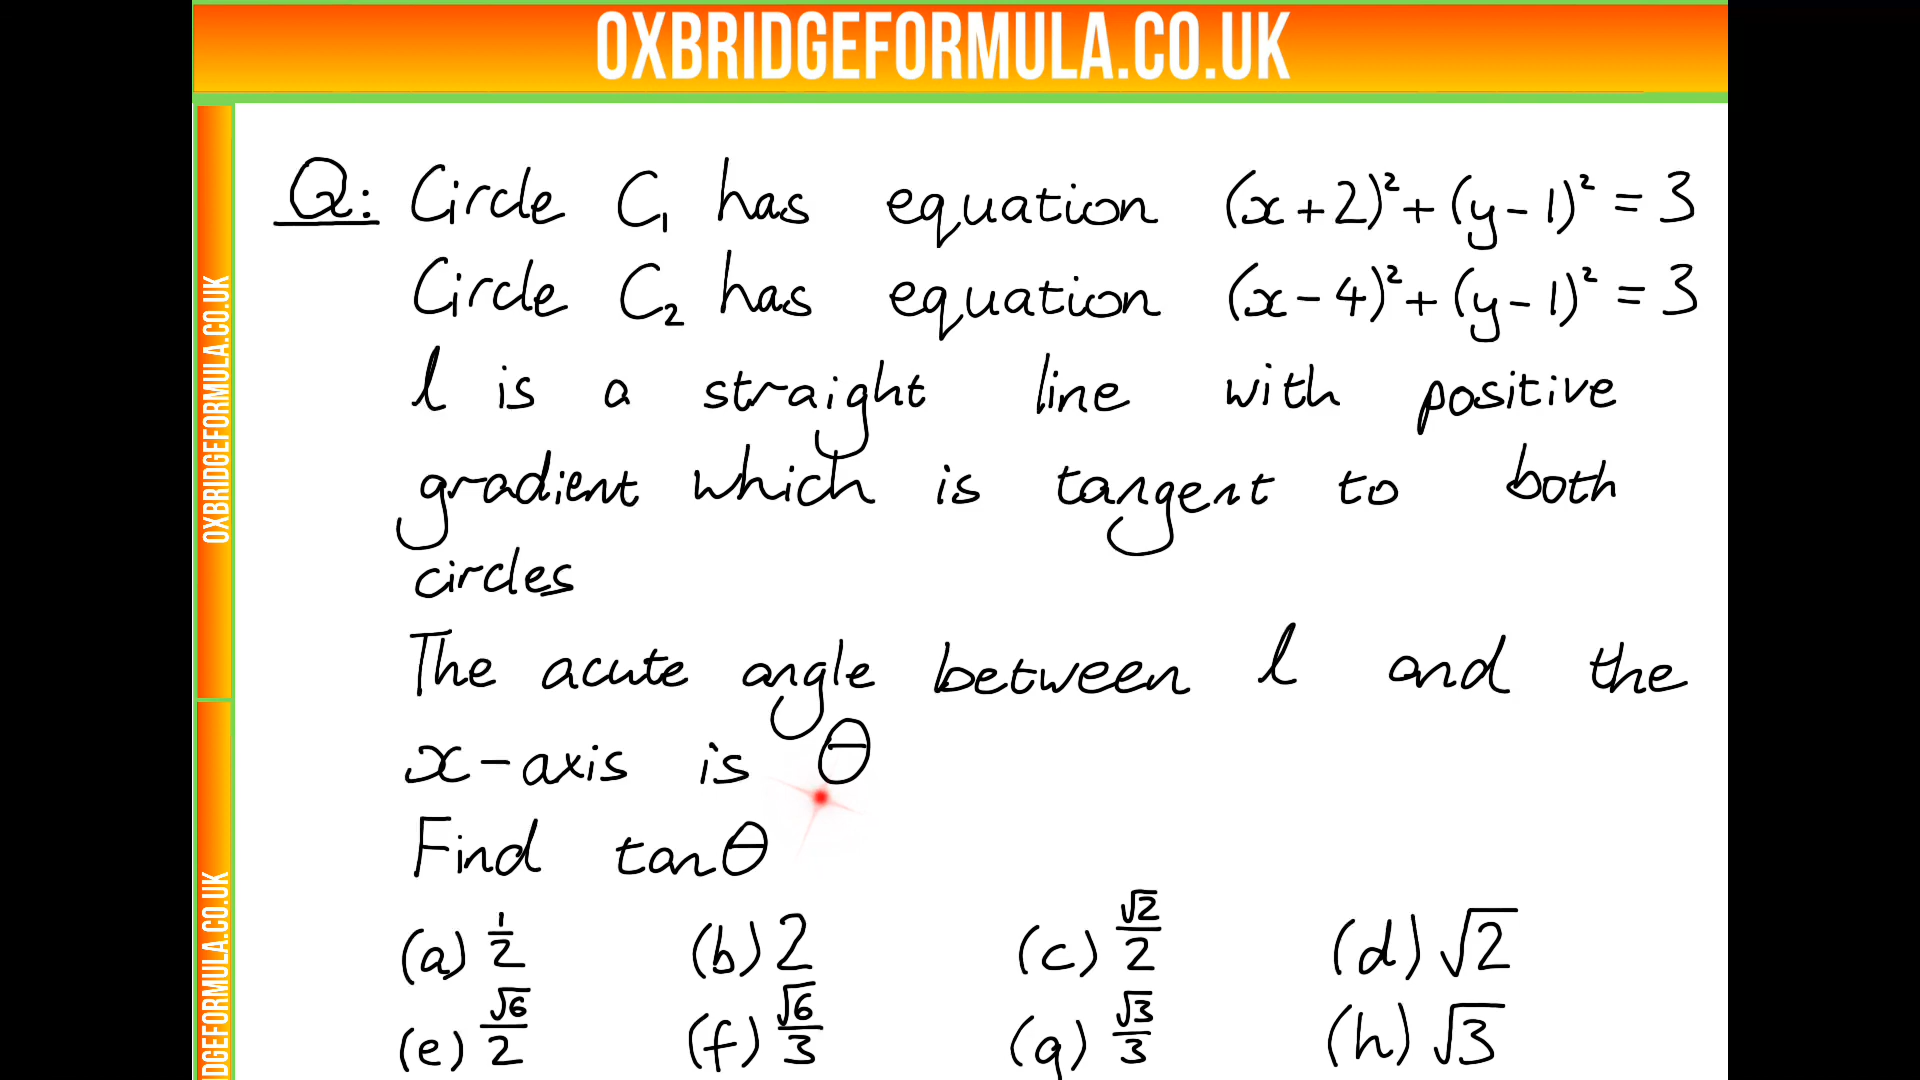 OXBRIDGEFORMULA.CO.UK
OXBRIDGEFORMULA.CO.UK
DGEFORMULA.CO.UK
Q: Circle C₁ has equation (x+2)²+(y-1)²=3
Circle C₂ has equation (x-4)²+(y-1)²=3
l is a straight line with positive
gradient which is tangent to both
circles
The acute angle between l and the
x-axis is θ
Find tanθ
(a) 1/2 (b) 2 (c) √2/2 (d) √2
(e) √6/2 (f) √6/3 (g) √3/3 (h) √3